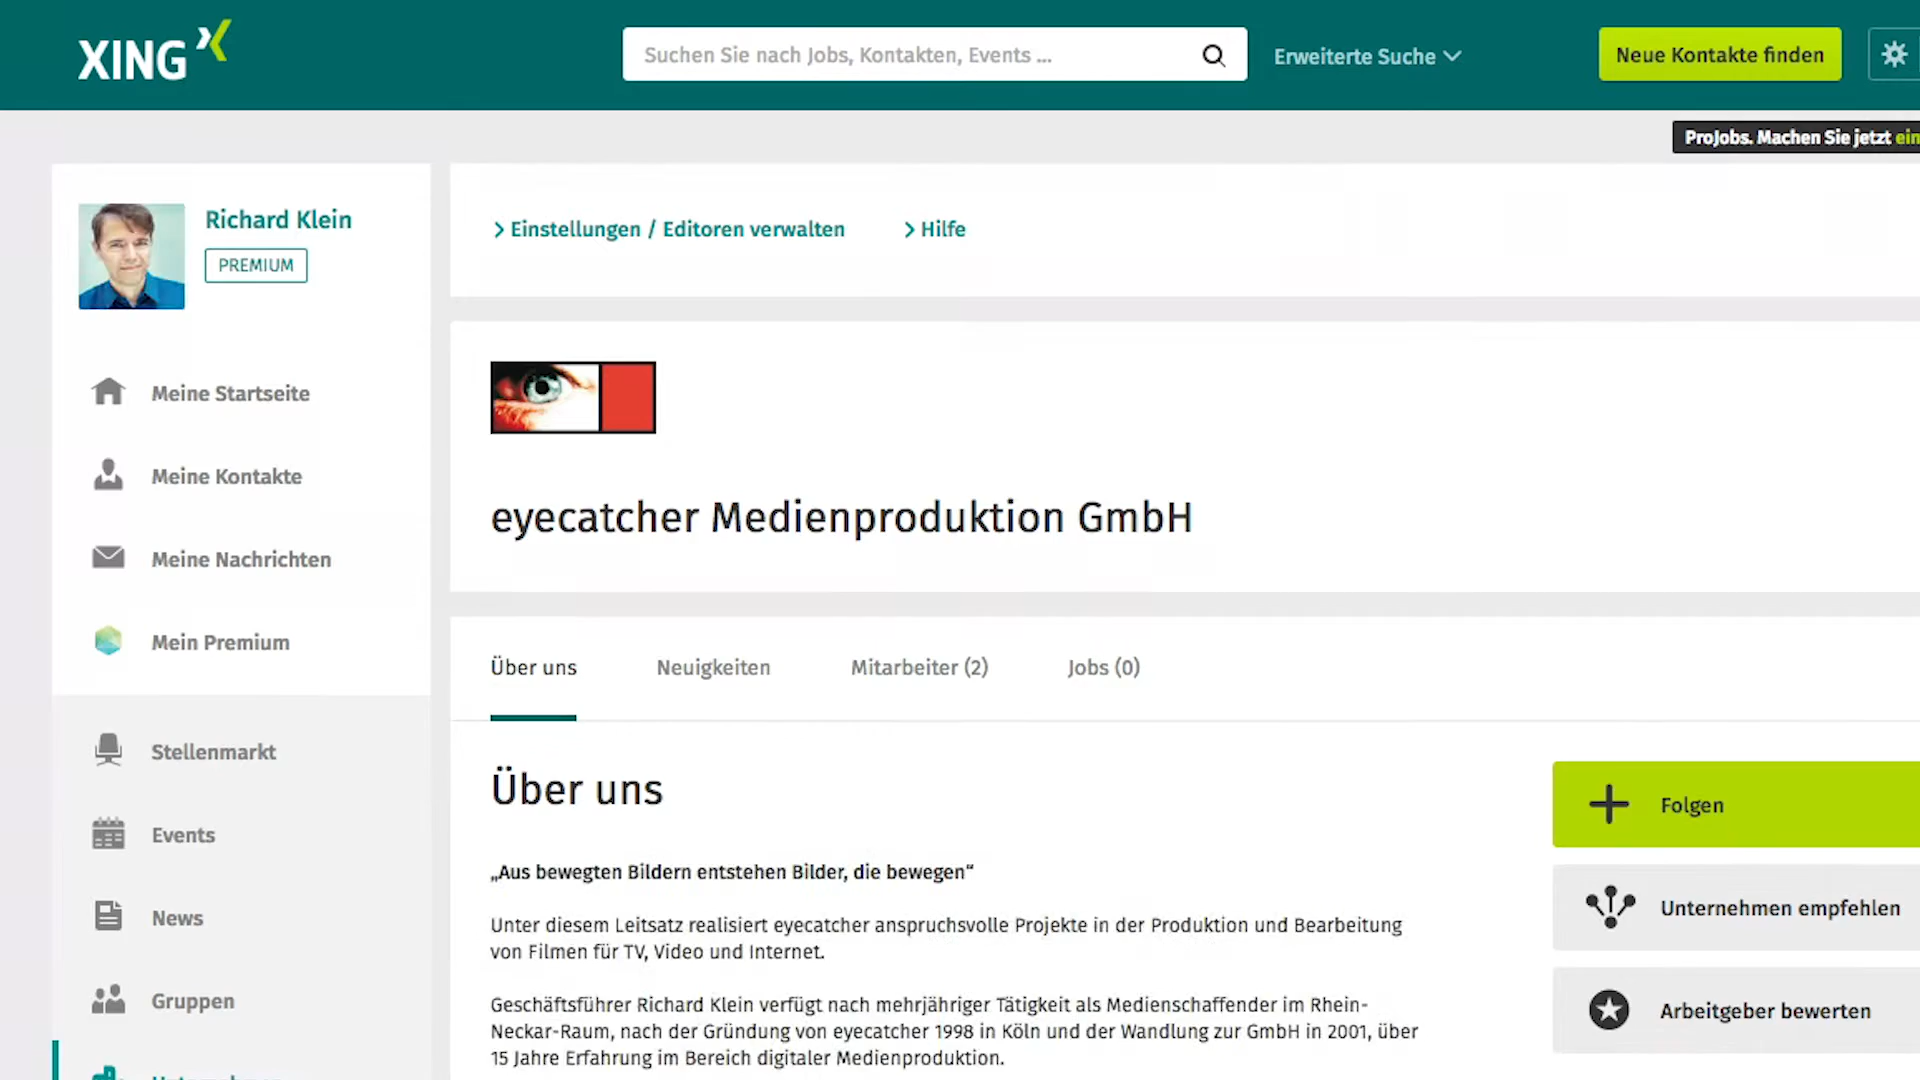 XING
Suchen Sie nach Jobs, Kontakten, Events ...
Erweiterte Suche
Neue Kontakte finden
ProJobs. Machen Sie jetzt ein
Richard Klein
PREMIUM
Einstellungen / Editoren verwalten
Hilfe
Meine Startseite
Meine Kontakte
Meine Nachrichten
Mein Premium
Stellenmarkt
Events
News
Gruppen
eyecatcher Medienproduktion GmbH
Über uns
Neuigkeiten
Mitarbeiter (2)
Jobs (0)
Über uns
„Aus bewegten Bildern entstehen Bilder, die bewegen“
Unter diesem Leitsatz realisiert eyecatcher anspruchsvolle Projekte in der Produktion und Bearbeitung
von Filmen für TV, Video und Internet.
Geschäftsführer Richard Klein verfügt nach mehrjähriger Tätigkeit als Medienschaffender im Rhein-
Neckar-Raum, nach der Gründung von eyecatcher 1998 in Köln und der Wandlung zur GmbH in 2001, über
15 Jahre Erfahrung im Bereich digitaler Medienproduktion.
Folgen
Unternehmen empfehlen
Arbeitgeber bewerten